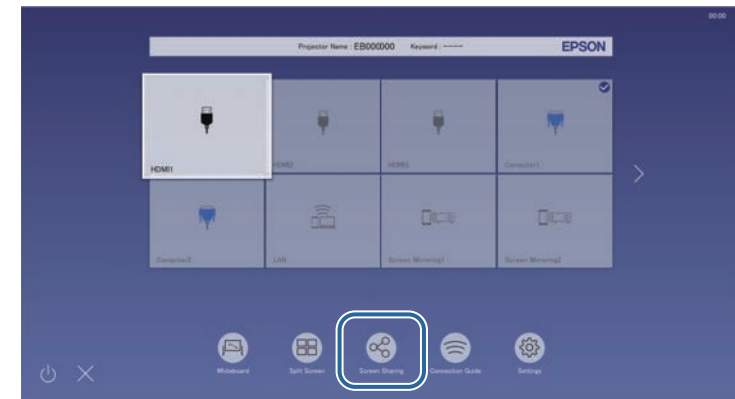 00:00
Projector Name : EB000000 Keyword : ----- EPSON
HDMI1 HDMI2 HDMI3 Computer1
Computer2 LAN Screen Mirroring1 Screen Mirroring2
Whiteboard Split Screen Screen Sharing Connection Guide Settings